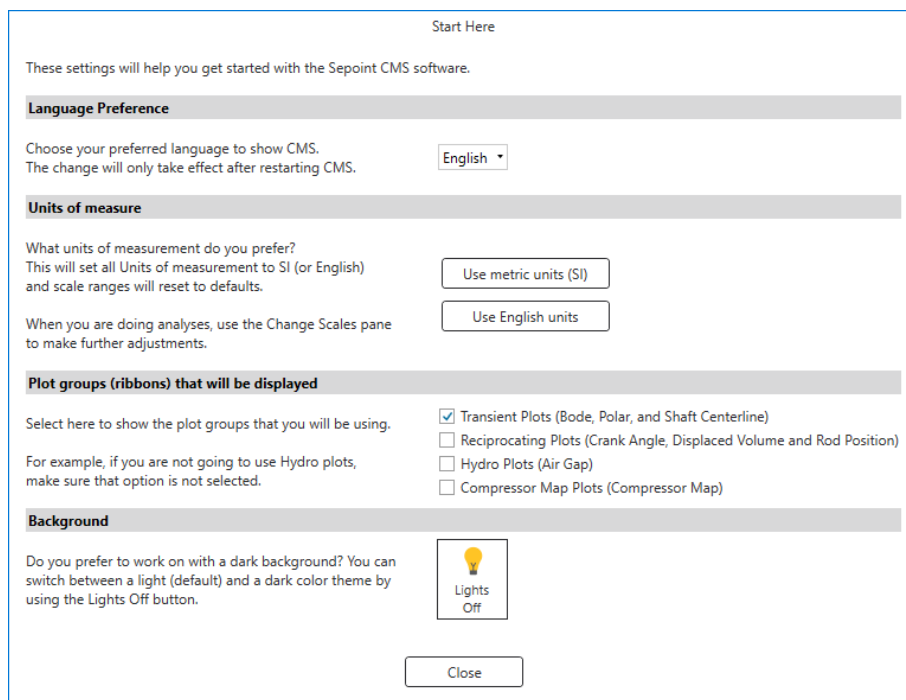 Start Here
These settings will help you get started with the Sepoint CMS software.
Language Preference
Choose your preferred language to show CMS.
The change will only take effect after restarting CMS.
English
Units of measure
What units of measurement do you prefer?
This will set all Units of measurement to SI (or English)
and scale ranges will reset to defaults.
When you are doing analyses, use the Change Scales pane
to make further adjustments.
Use metric units (SI)
Use English units
Plot groups (ribbons) that will be displayed
Select here to show the plot groups that you will be using.
For example, if you are not going to use Hydro plots,
make sure that option is not selected.
Transient Plots (Bode, Polar, and Shaft Centerline)
Reciprocating Plots (Crank Angle, Displaced Volume and Rod Position)
Hydro Plots (Air Gap)
Compressor Map Plots (Compressor Map)
Background
Do you prefer to work on with a dark background? You can
switch between a light (default) and a dark color theme by
using the Lights Off button.
Lights
Off
Close